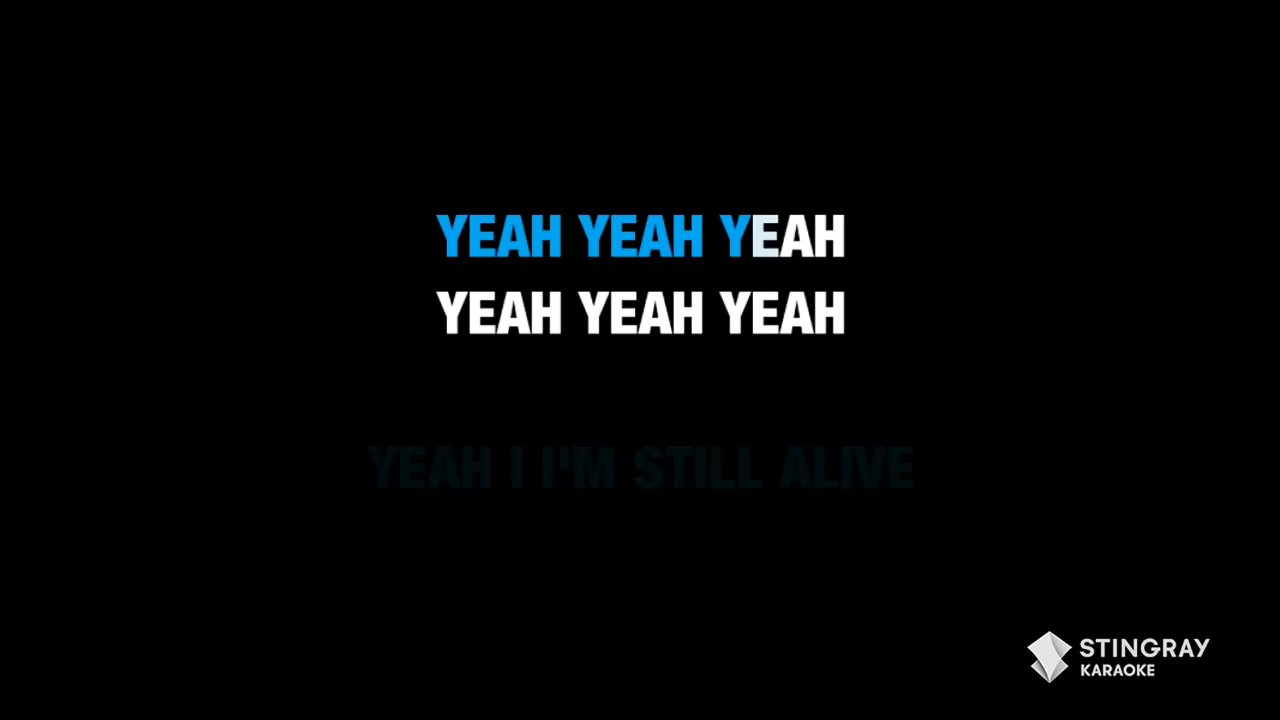 YEAH YEAH YEAH
YEAH YEAH YEAH
YEAH I I'M STILL ALIVE
STINGRAY
KARAOKE